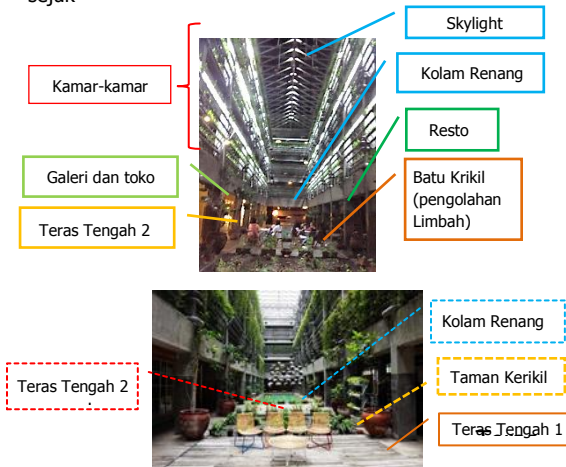 sejak
Skylight
Kamar-kamar
Kolam Renang
Resto
Galeri dan toko
Batu Krikil
(pengolahan
Limbah)
Teras Tengah 2
Kolam Renang
Teras Tengah 2
.
Taman Kerikil
Teras Tengah 1